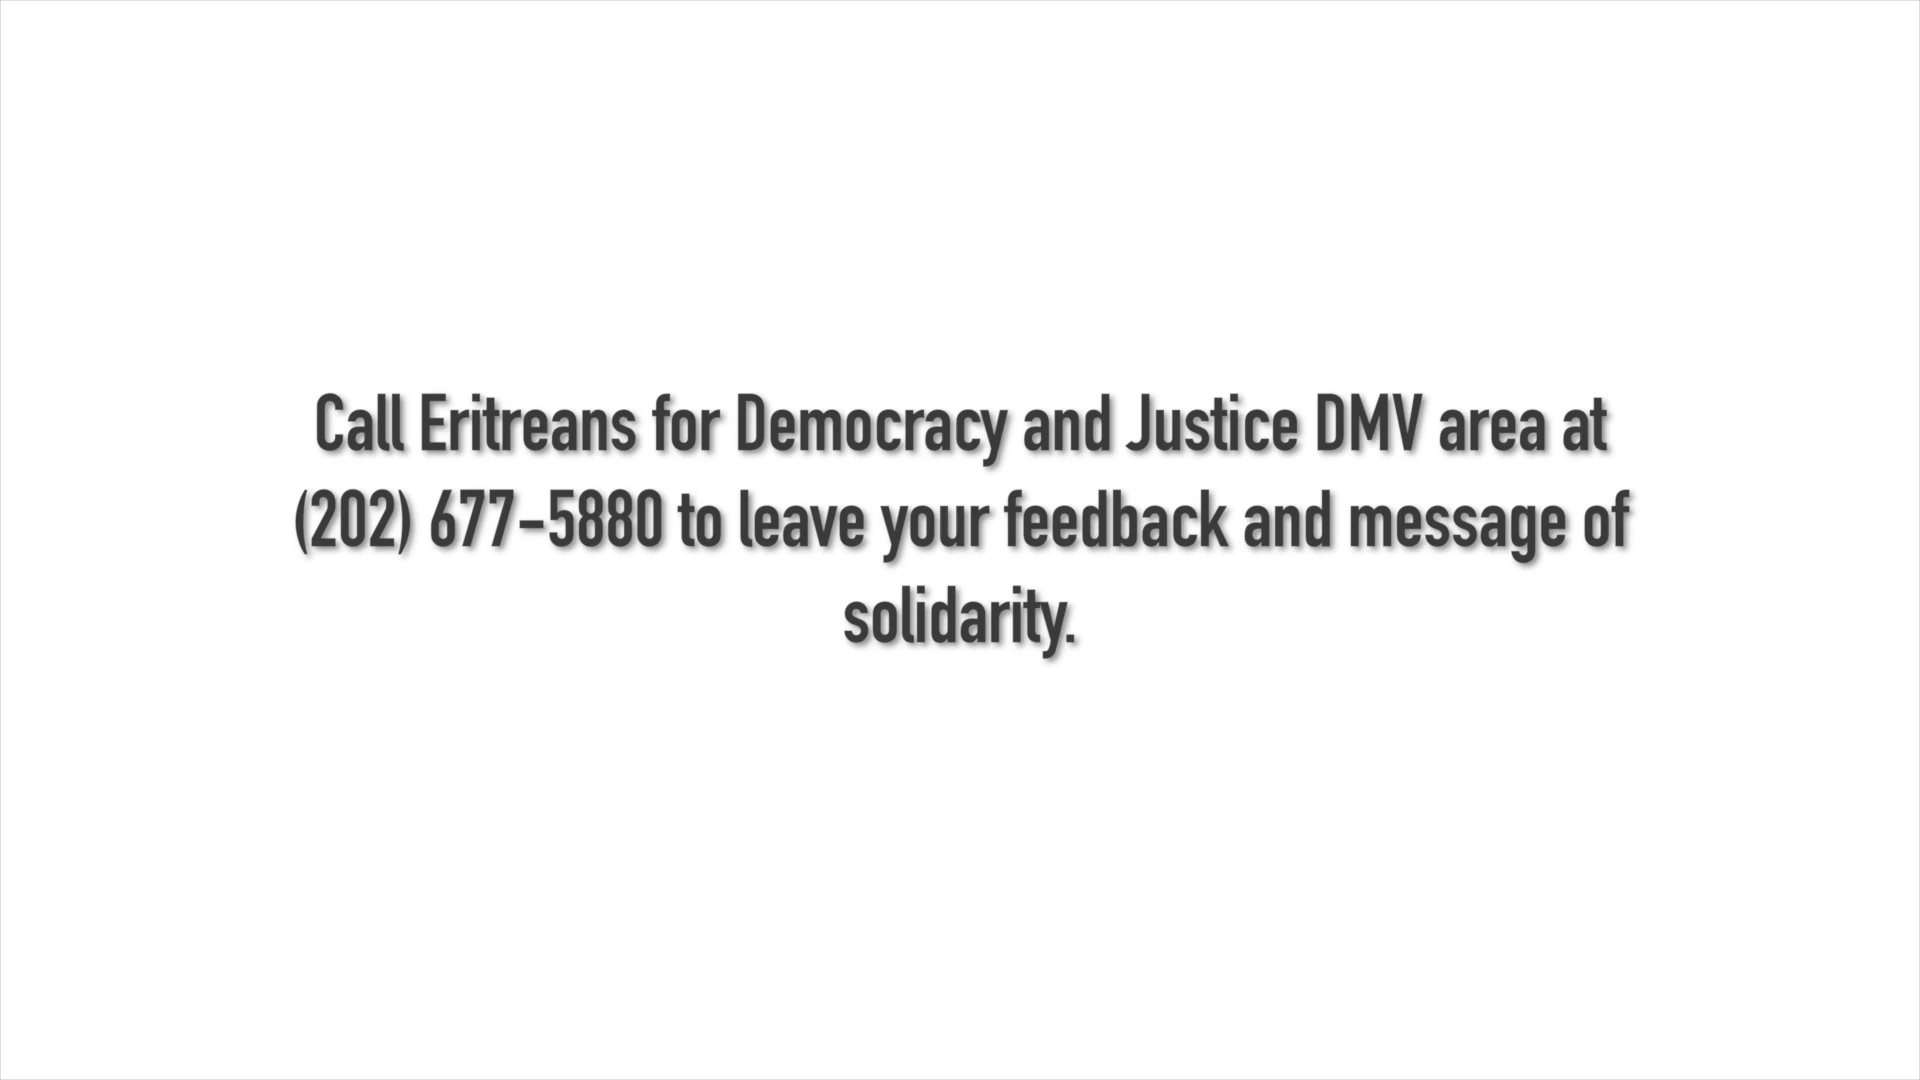 Call Eritreans for Democracy and Justice DMV area at
(202) 677-5880 to leave your feedback and message of
solidarity.